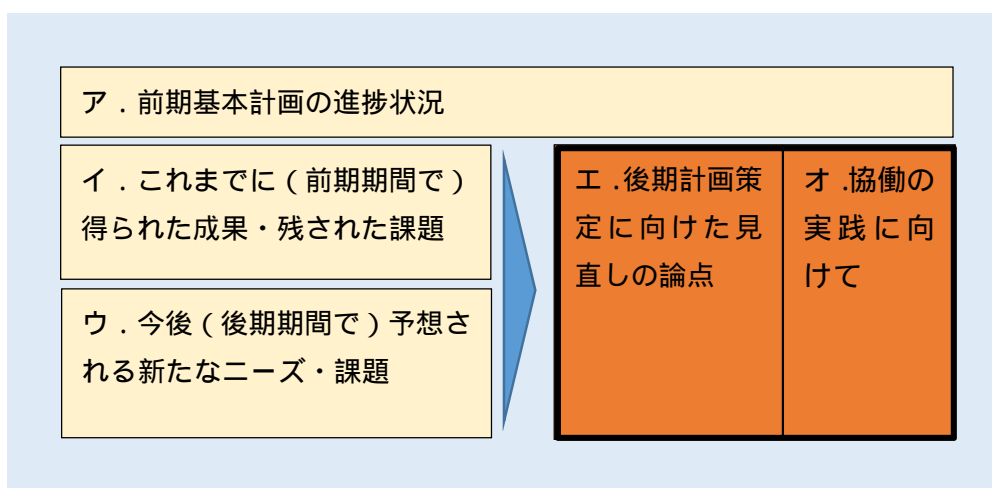 ア．前期基本計画の進捗状況
イ．これまでに（前期期間で）
得られた成果・残された課題
ウ．今後（後期期間で）予想さ
れる新たなニーズ・課題
エ.後期計画策
定に向けた見
直しの論点
オ.協働の
実践に向
けて